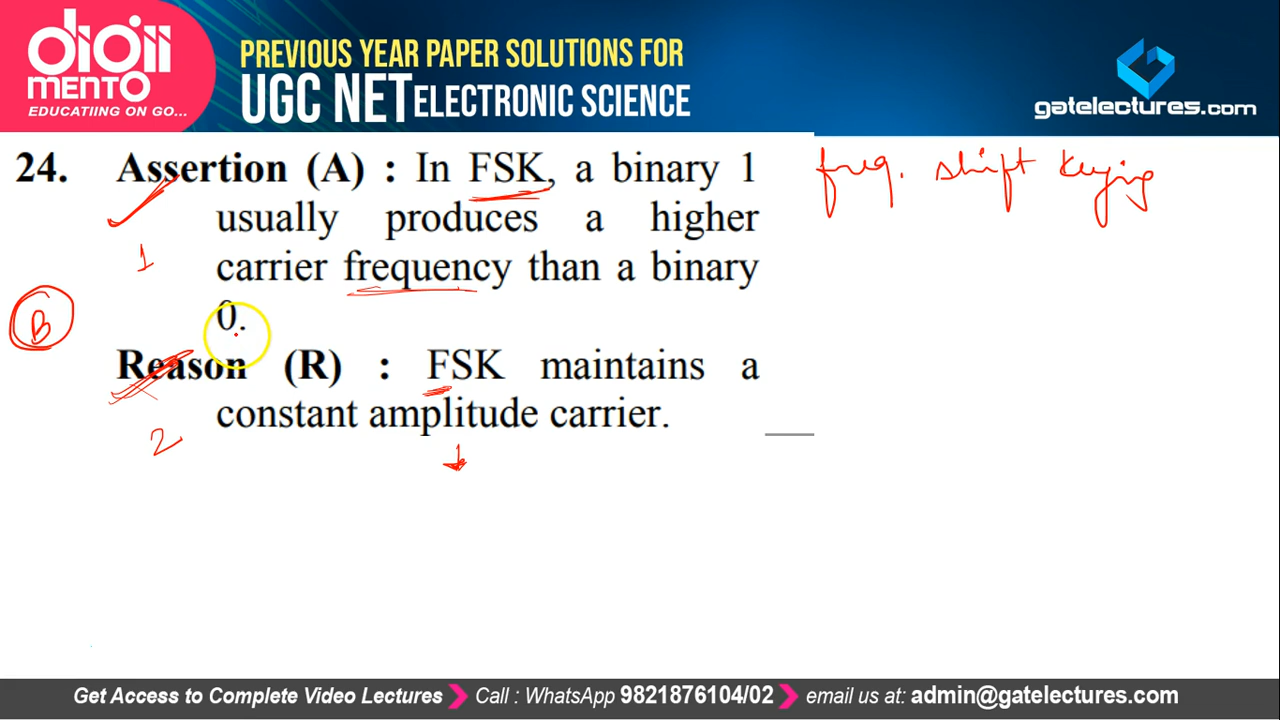 digii
MENTO
EDUCATIING ON GO...
PREVIOUS YEAR PAPER SOLUTIONS FOR
UGC NET ELECTRONIC SCIENCE
gatelectures.com
24. Assertion (A) : In FSK, a binary 1
usually produces a higher
carrier frequency than a binary
0.
Reason (R) : FSK maintains a
constant amplitude carrier.
freq. shift keying
1
B
2
Get Access to Complete Video Lectures Call : WhatsApp 9821876104/02 email us at: admin@gatelectures.com